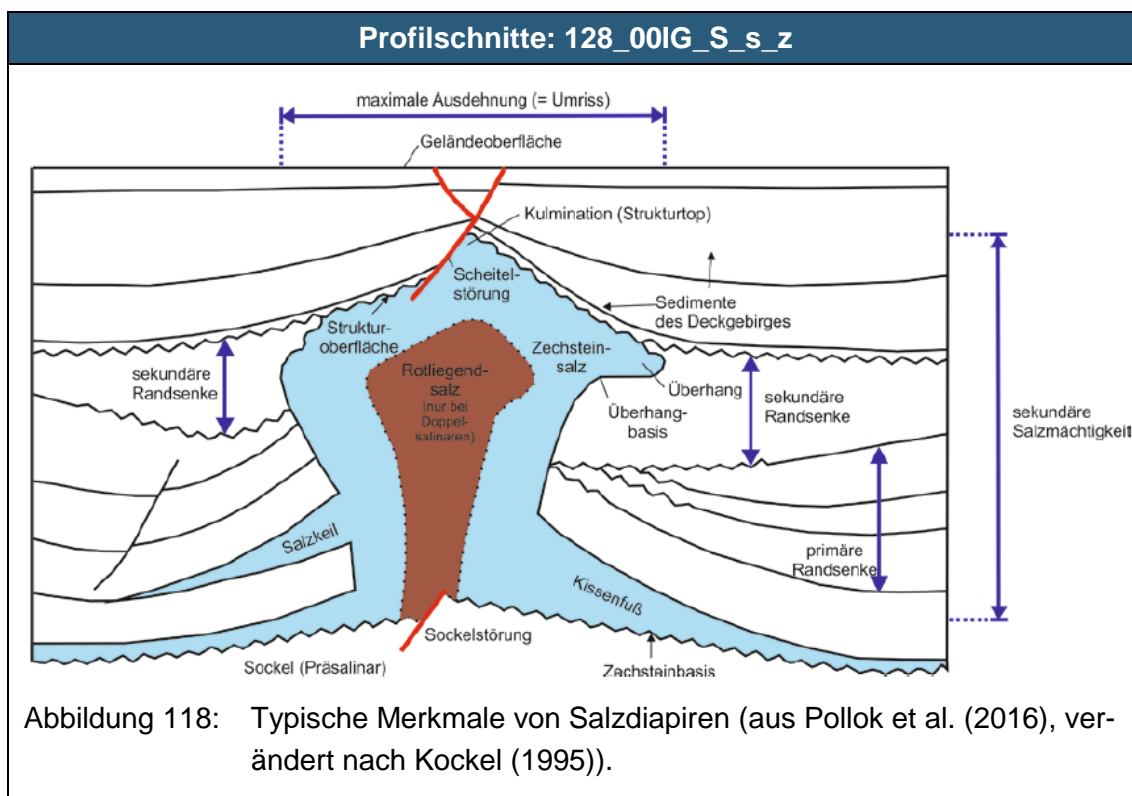 Profilschnitte: 128_00IG_S_s_z
maximale Ausdehnung (= Umriss)
Geländeoberfläche
Kulmination (Strukturtop)
Scheitel-
störung
Sedimente
des Deckgebirges
Struktur-
oberfläche
Zechstein-
salz
sekundäre
Randsenke
Rotliegend-
salz
(nur bei
Doppel-
salinaren)
Überhang
Überhang-
basis
sekundäre
Randsenke
sekundäre
Salzmächtigkeit
Salzkeil
primäre
Randsenke
Kissenfuß
Sockelstörung
Sockel (Präsalinar)
Zechsteinbasis
Abbildung 118: Typische Merkmale von Salzdiapiren (aus Pollok et al. (2016), ver-
ändert nach Kockel (1995)).